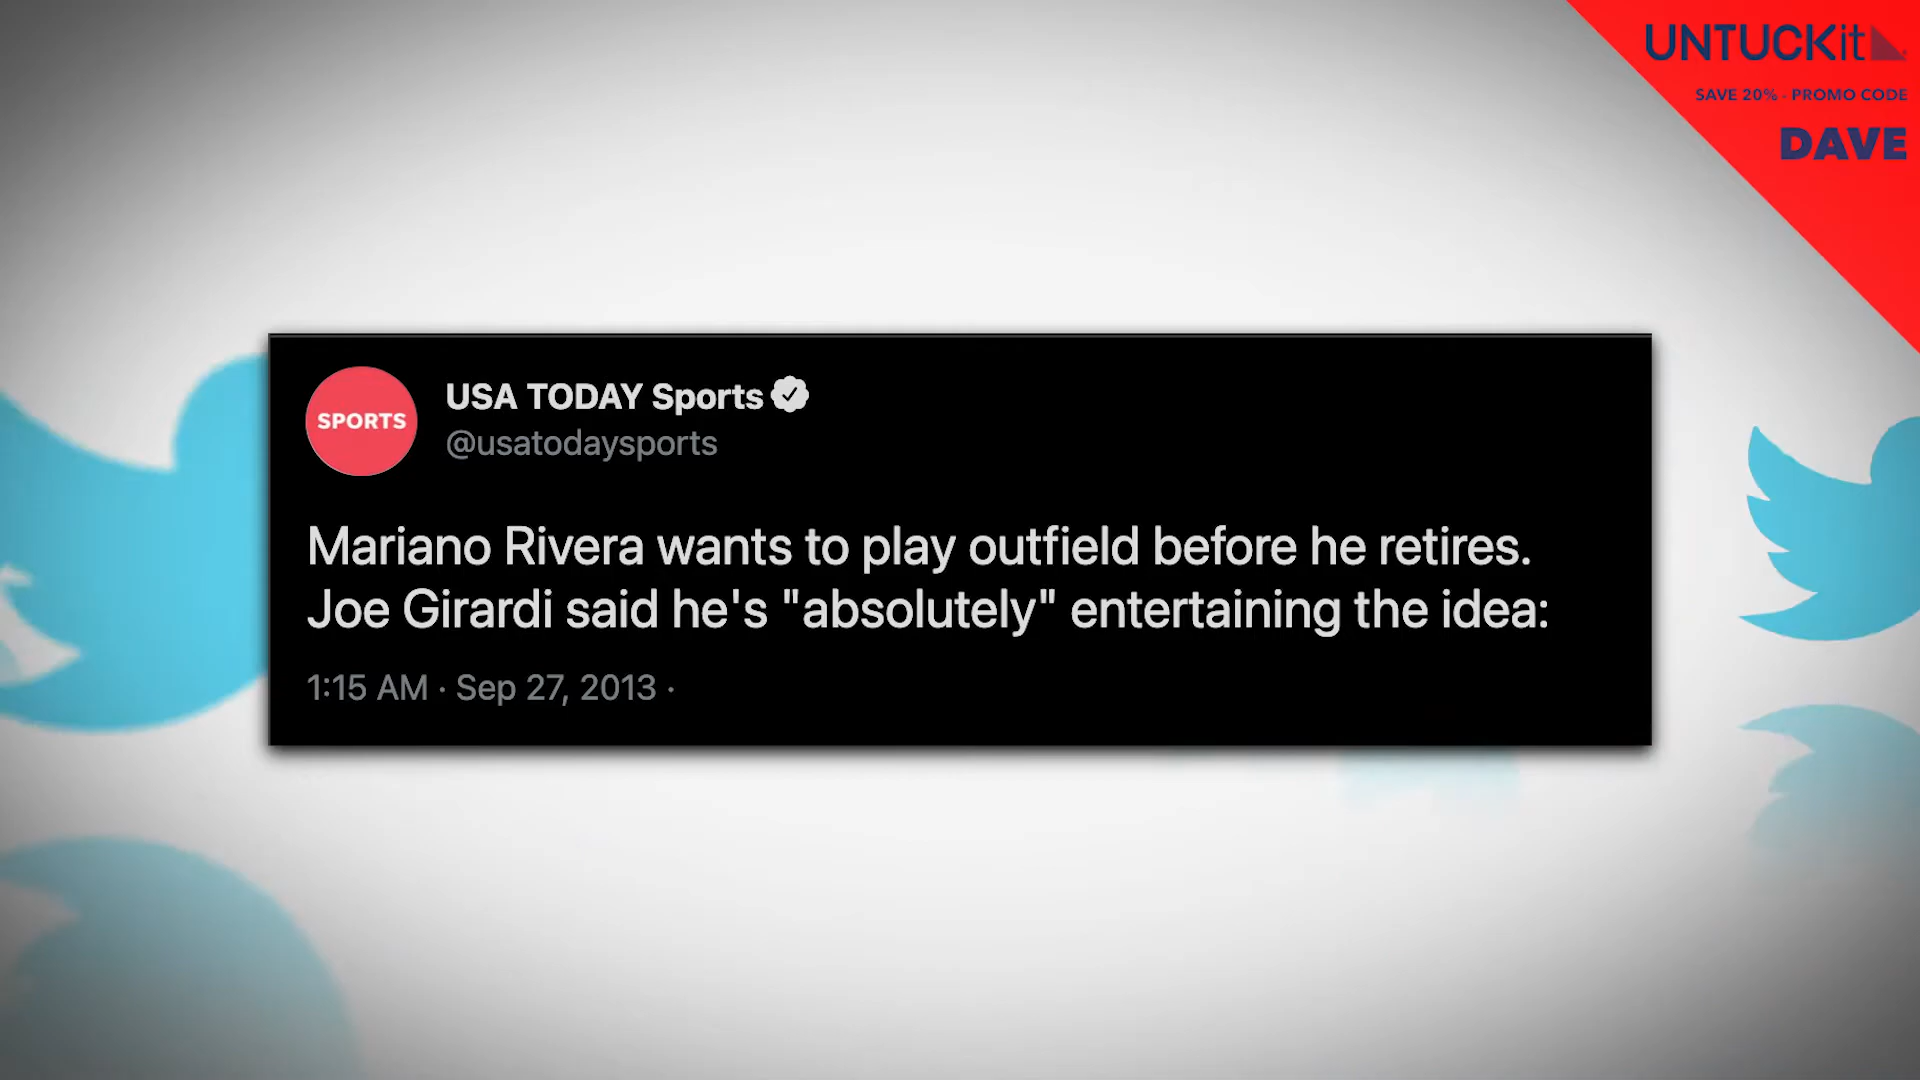 UNTUCKit
SAVE 20% - PROMO CODE
DAVE
SPORTS
USA TODAY Sports
@usatodaysports
Mariano Rivera wants to play outfield before he retires.
Joe Girardi said he's "absolutely" entertaining the idea:
1:15 AM · Sep 27, 2013 ·